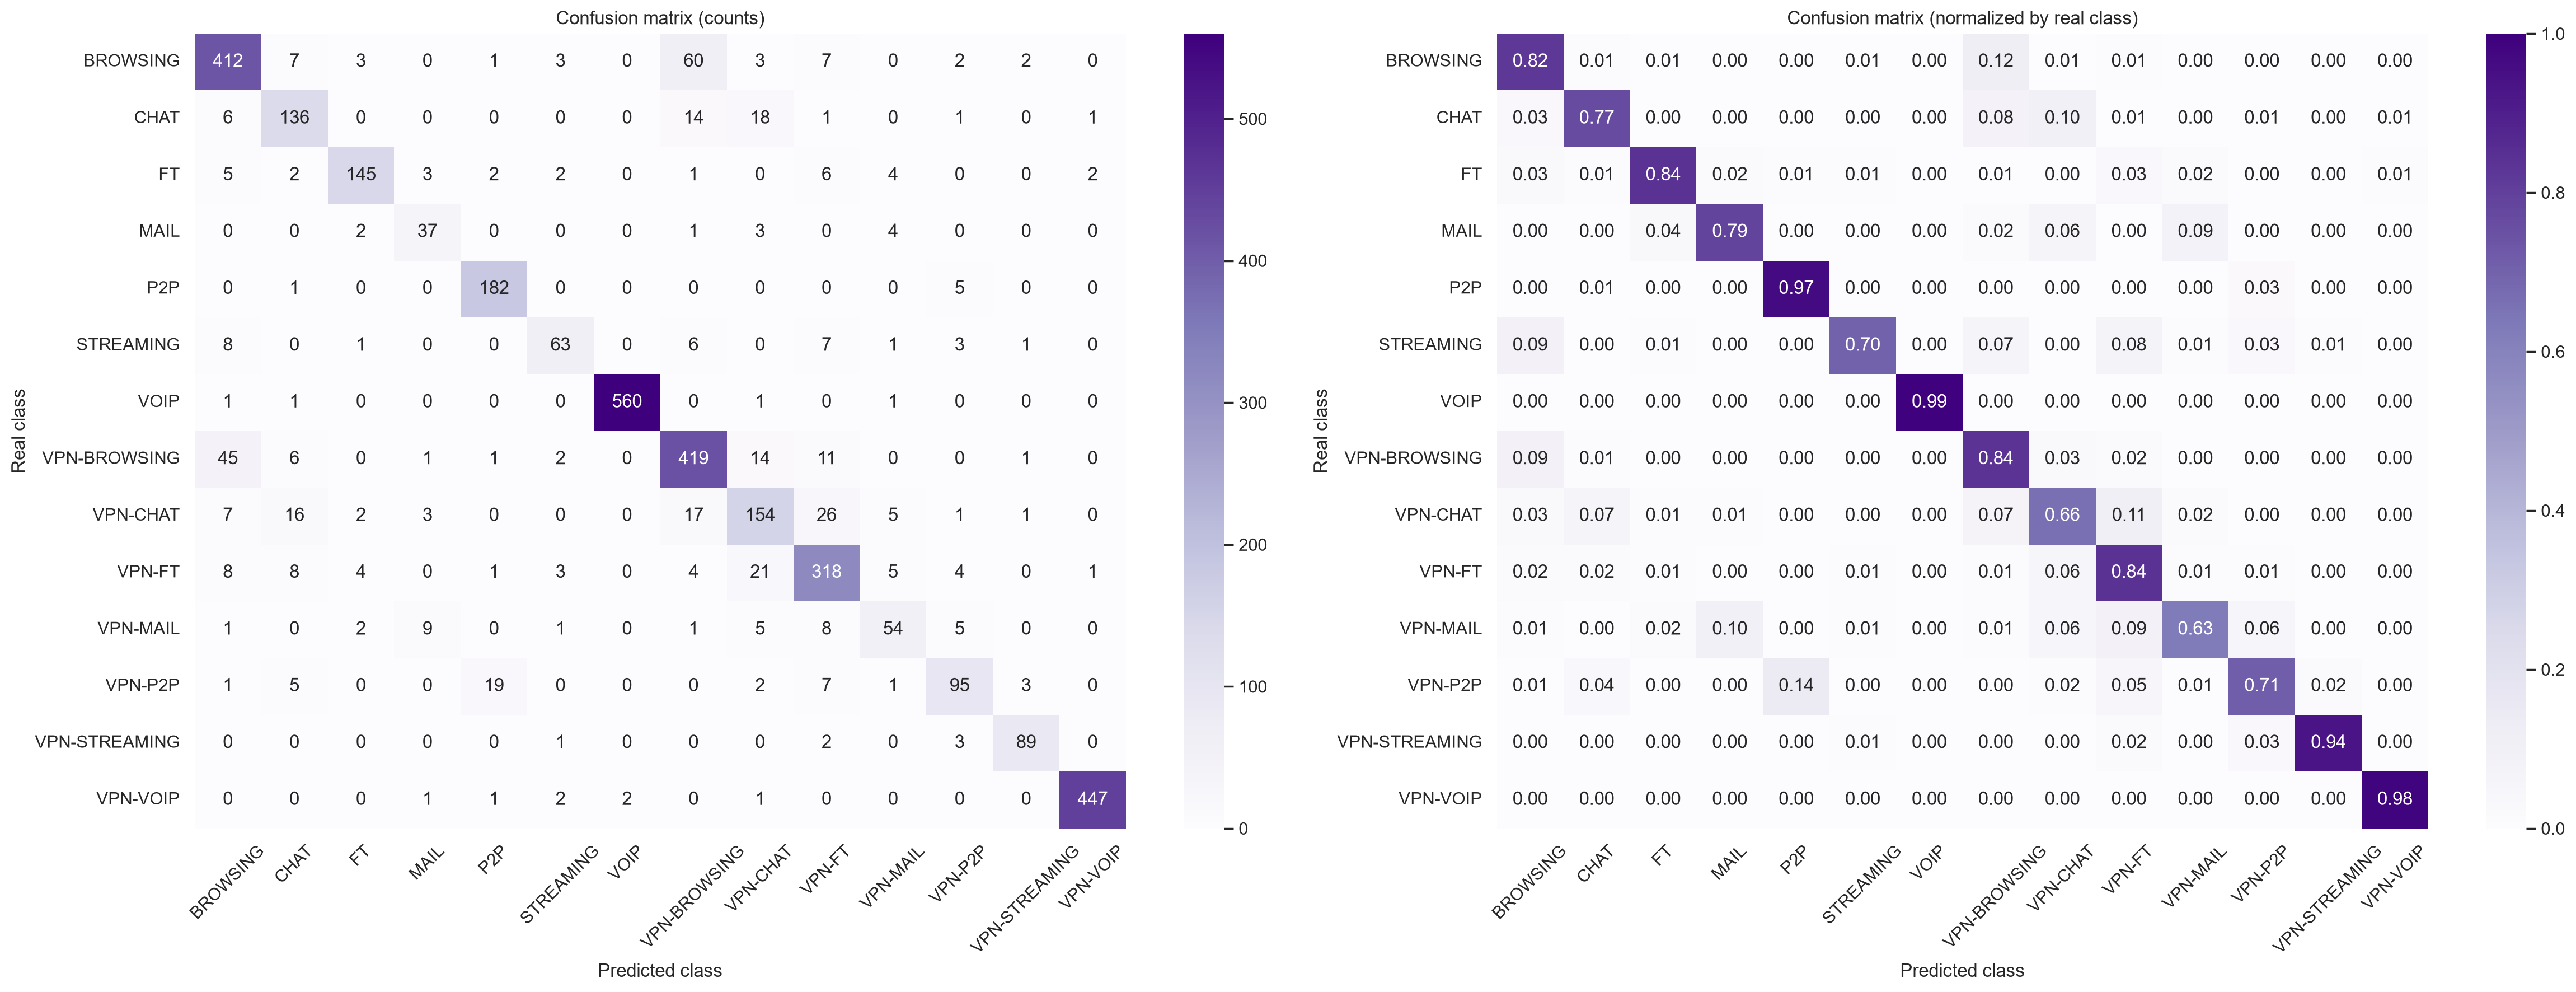 Confusion matrix (counts)
BROWSING 412 7 3 0 1 3 0 60 3 7 0 2 2 0
CHAT 6 136 0 0 0 0 0 14 18 1 0 1 0 1
FT 5 2 145 3 2 2 0 1 0 6 4 0 0 2
MAIL 0 0 2 37 0 0 0 1 3 0 4 0 0 0
P2P 0 1 0 0 182 0 0 0 0 0 0 5 0 0
STREAMING 8 0 1 0 0 63 0 6 0 7 1 3 1 0
VOIP 1 1 0 0 0 0 560 0 1 0 1 0 0 0
VPN-BROWSING 45 6 0 1 1 2 0 419 14 11 0 0 1 0
VPN-CHAT 7 16 2 3 0 0 0 17 154 26 5 1 1 0
VPN-FT 8 8 4 0 1 3 0 4 21 318 5 4 0 1
VPN-MAIL 1 0 2 9 0 1 0 1 5 8 54 5 0 0
VPN-P2P 1 5 0 0 19 0 0 0 2 7 1 95 3 0
VPN-STREAMING 0 0 0 0 0 1 0 0 0 2 0 3 89 0
VPN-VOIP 0 0 0 1 1 2 2 0 1 0 0 0 0 447
BROWSING CHAT FT MAIL P2P STREAMING VOIP VPN-BROWSING VPN-CHAT VPN-FT VPN-MAIL VPN-P2P VPN-STREAMING VPN-VOIP
Predicted class
Real class
500
400
300
200
100
0
Confusion matrix (normalized by real class)
BROWSING 0.82 0.01 0.01 0.00 0.00 0.01 0.00 0.12 0.01 0.01 0.00 0.00 0.00 0.00
CHAT 0.03 0.77 0.00 0.00 0.00 0.00 0.00 0.08 0.10 0.01 0.00 0.01 0.00 0.01
FT 0.03 0.01 0.84 0.02 0.01 0.01 0.00 0.01 0.00 0.03 0.02 0.00 0.00 0.01
MAIL 0.00 0.00 0.04 0.79 0.00 0.00 0.00 0.02 0.06 0.00 0.09 0.00 0.00 0.00
P2P 0.00 0.01 0.00 0.00 0.97 0.00 0.00 0.00 0.00 0.00 0.00 0.03 0.00 0.00
STREAMING 0.09 0.00 0.01 0.00 0.00 0.70 0.00 0.07 0.00 0.08 0.01 0.03 0.01 0.00
VOIP 0.00 0.00 0.00 0.00 0.00 0.00 0.99 0.00 0.00 0.00 0.00 0.00 0.00 0.00
VPN-BROWSING 0.09 0.01 0.00 0.00 0.00 0.00 0.00 0.84 0.03 0.02 0.00 0.00 0.00 0.00
VPN-CHAT 0.03 0.07 0.01 0.01 0.00 0.00 0.00 0.07 0.66 0.11 0.02 0.00 0.00 0.00
VPN-FT 0.02 0.02 0.01 0.00 0.00 0.01 0.00 0.01 0.06 0.84 0.01 0.01 0.00 0.00
VPN-MAIL 0.01 0.00 0.02 0.10 0.00 0.01 0.00 0.01 0.06 0.09 0.63 0.06 0.00 0.00
VPN-P2P 0.01 0.04 0.00 0.00 0.14 0.00 0.00 0.00 0.02 0.05 0.01 0.71 0.02 0.00
VPN-STREAMING 0.00 0.00 0.00 0.00 0.00 0.01 0.00 0.00 0.00 0.02 0.00 0.03 0.94 0.00
VPN-VOIP 0.00 0.00 0.00 0.00 0.00 0.00 0.00 0.00 0.00 0.00 0.00 0.00 0.00 0.98
BROWSING CHAT FT MAIL P2P STREAMING VOIP VPN-BROWSING VPN-CHAT VPN-FT VPN-MAIL VPN-P2P VPN-STREAMING VPN-VOIP
Predicted class
Real class
1.0
0.8
0.6
0.4
0.2
0.0